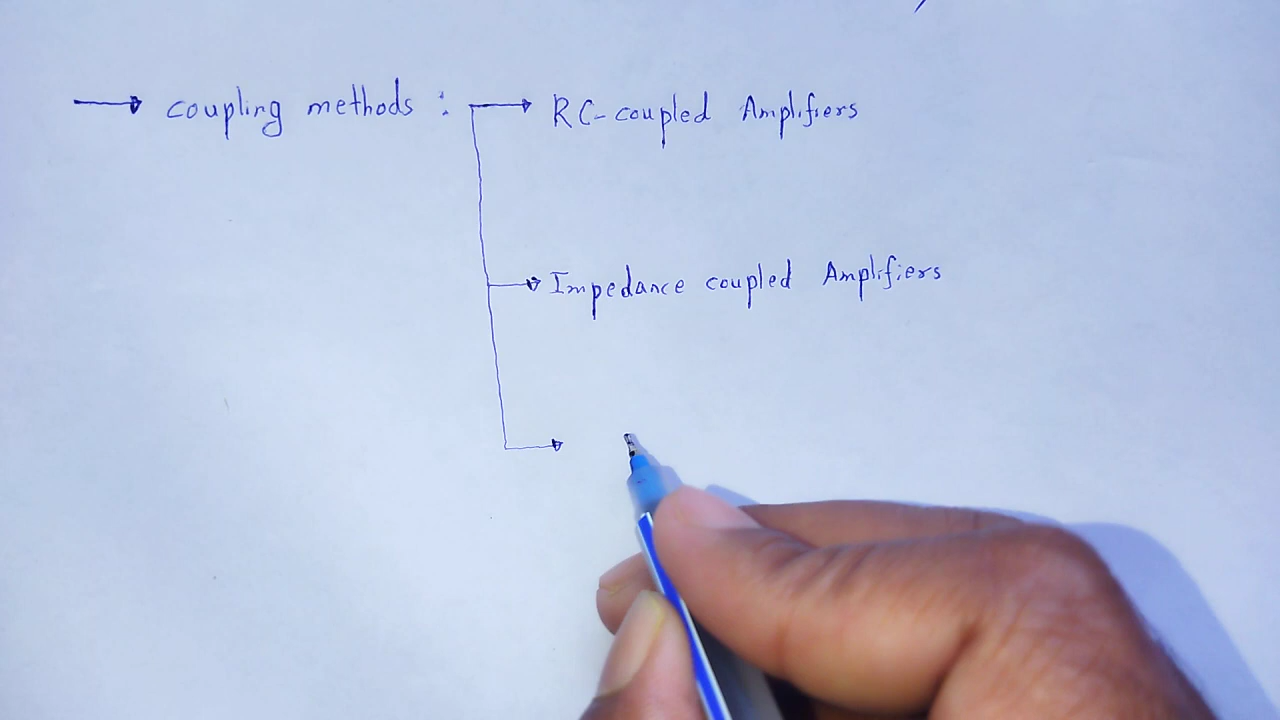 → coupling methods : → RC-coupled Amplifiers
→ Impedance coupled Amplifiers
→